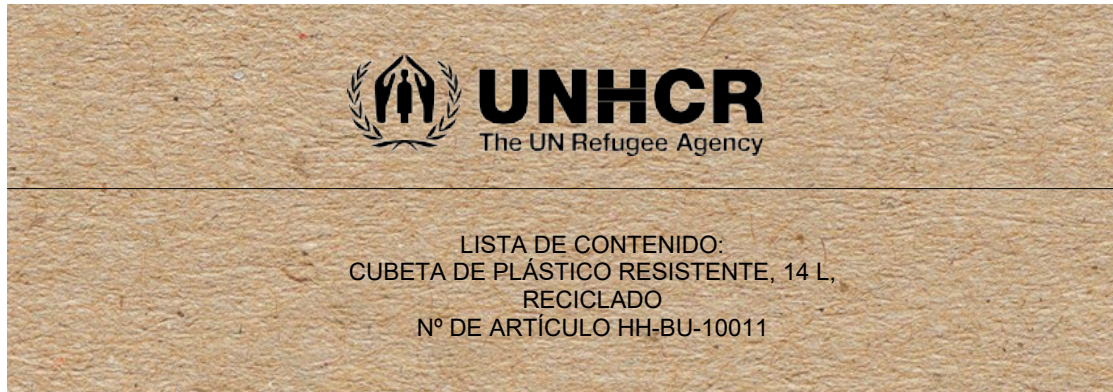 UNHCR
The UN Refugee Agency
LISTA DE CONTENIDO:
CUBETA DE PLÁSTICO RESISTENTE, 14 L,
RECICLADO
Nº DE ARTÍCULO HH-BU-10011